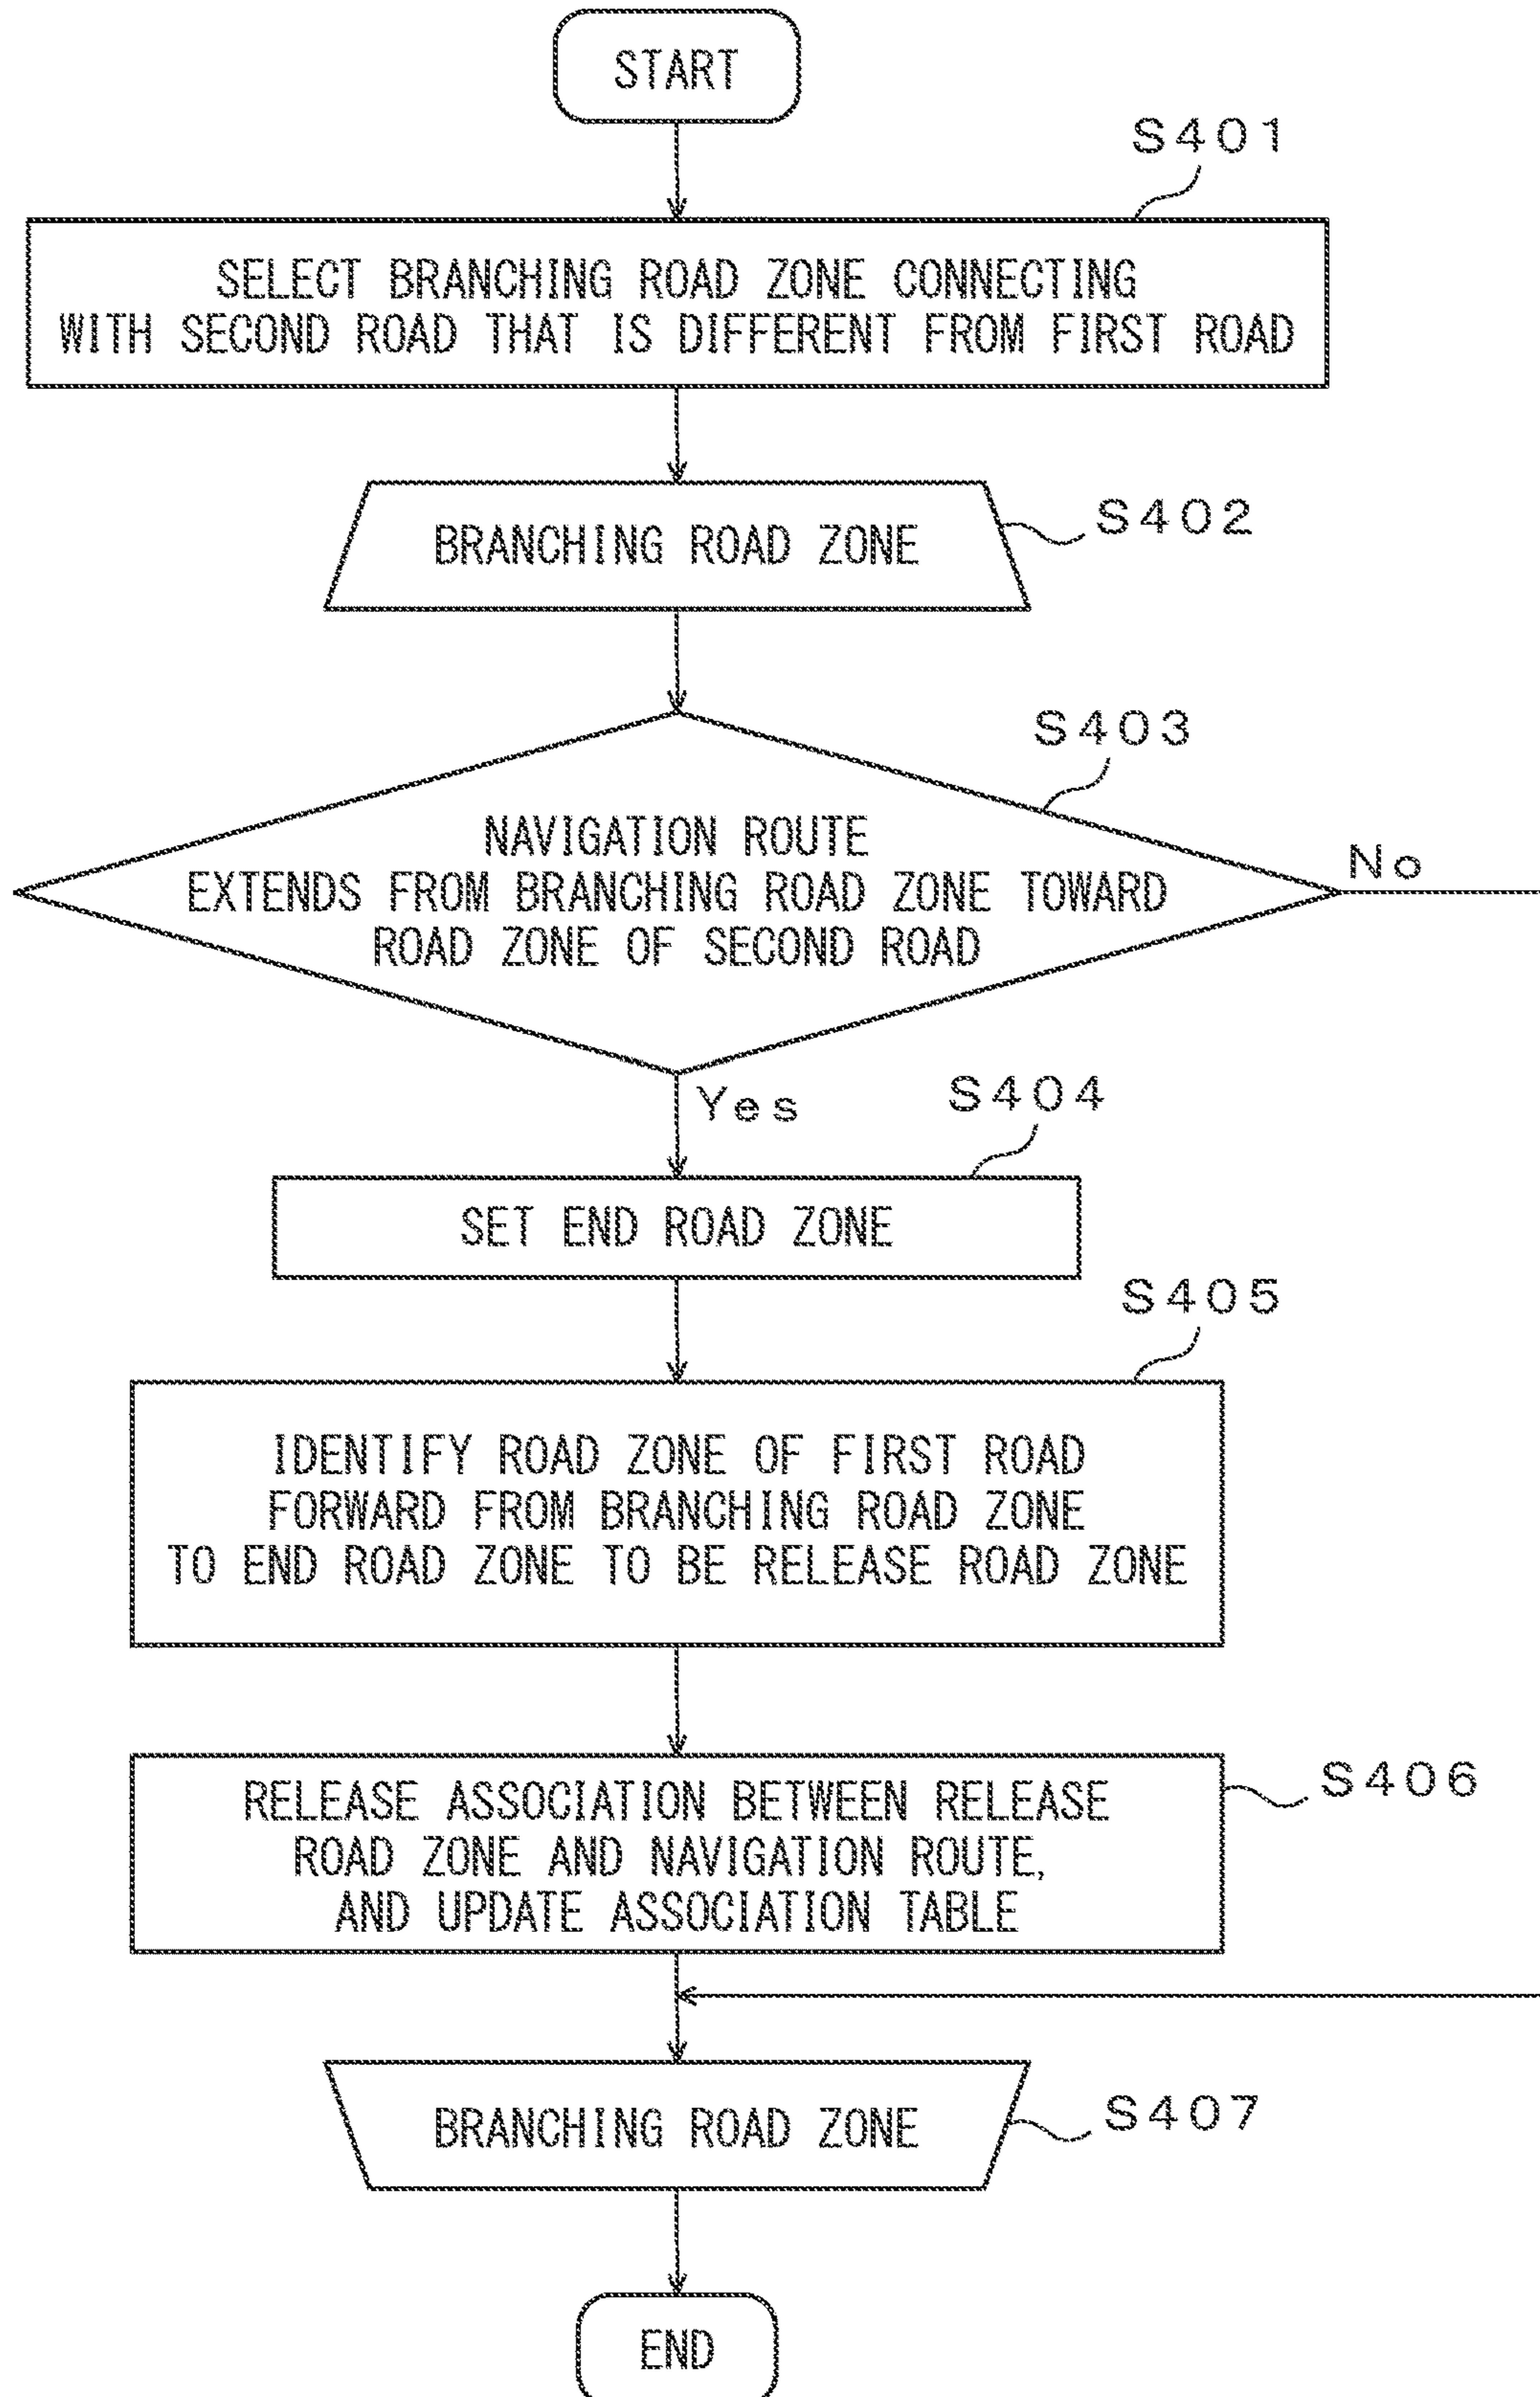 START
S401
SELECT BRANCHING ROAD ZONE CONNECTING
WITH SECOND ROAD THAT IS DIFFERENT FROM FIRST ROAD
BRANCHING ROAD ZONE
S402
S403
NAVIGATION ROUTE
EXTENDS FROM BRANCHING ROAD ZONE TOWARD
ROAD ZONE OF SECOND ROAD
No
Yes
S404
SET END ROAD ZONE
S405
IDENTIFY ROAD ZONE OF FIRST ROAD
FORWARD FROM BRANCHING ROAD ZONE
TO END ROAD ZONE TO BE RELEASE ROAD ZONE
RELEASE ASSOCIATION BETWEEN RELEASE
ROAD ZONE AND NAVIGATION ROUTE,
AND UPDATE ASSOCIATION TABLE
S406
BRANCHING ROAD ZONE
S407
END